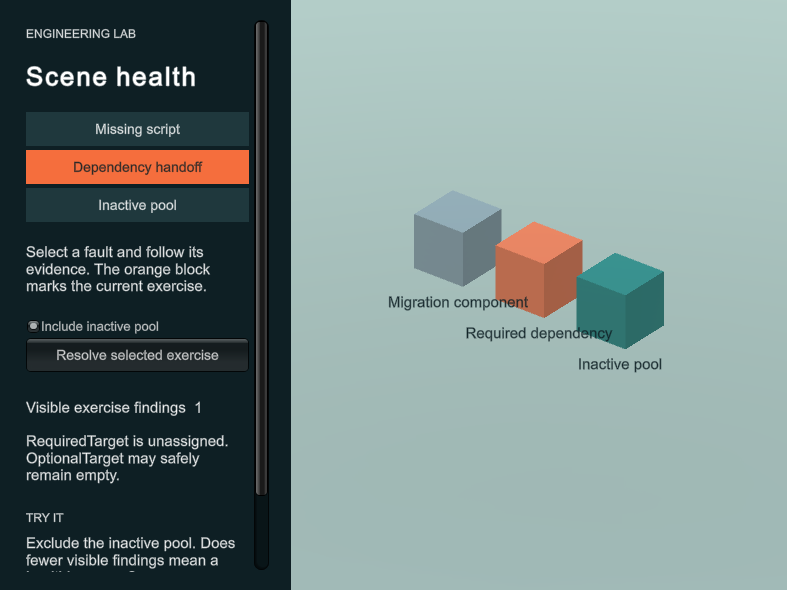 ENGINEERING LAB
Scene health
Missing script
Dependency handoff
Inactive pool
Select a fault and follow its
evidence. The orange block
marks the current exercise.
Include inactive pool
Resolve selected exercise
Visible exercise findings 1
RequiredTarget is unassigned.
OptionalTarget may safely
remain empty.
TRY IT
Exclude the inactive pool. Does
fewer visible findings mean a
Migration component
Required dependency
Inactive pool